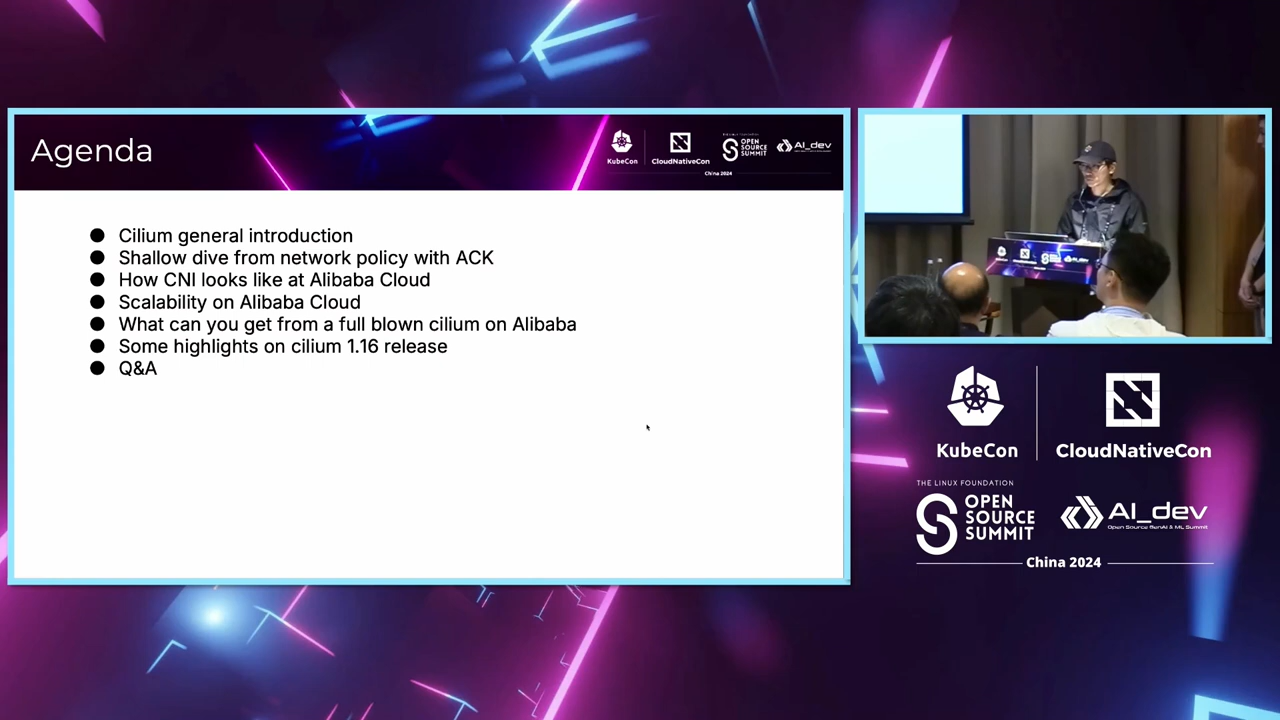 Agenda
KubeCon
CloudNativeCon
OPEN
SOURCE
SUMMIT
AI_dev
China 2024
Cilium general introduction
Shallow dive from network policy with ACK
How CNI looks like at Alibaba Cloud
Scalability on Alibaba Cloud
What can you get from a full blown cilium on Alibaba
Some highlights on cilium 1.16 release
Q&A
KubeCon
CloudNativeCon
THE LINUX FOUNDATION
OPEN
SOURCE
SUMMIT
AI_dev
Open Source GenAI & ML Summit
China 2024